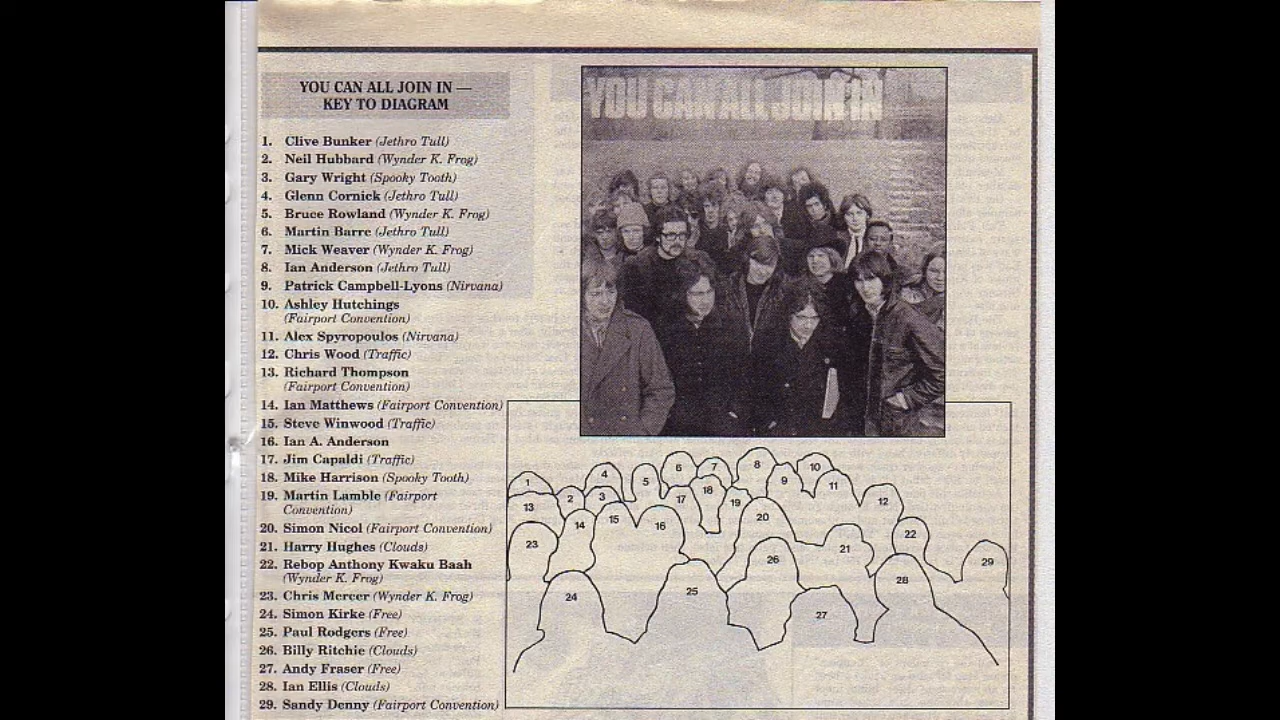 YOU CAN ALL JOIN IN —
KEY TO DIAGRAM
1. Clive Bunker (Jethro Tull)
2. Neil Hubbard (Wynder K. Frog)
3. Gary Wright (Spooky Tooth)
4. Glenn Cornick (Jethro Tull)
5. Bruce Rowland (Wynder K. Frog)
6. Martin Barre (Jethro Tull)
7. Mick Weaver (Wynder K. Frog)
8. Ian Anderson (Jethro Tull)
9. Patrick Campbell-Lyons (Nirvana)
10. Ashley Hutchings
(Fairport Convention)
11. Alex Spyropoulos (Nirvana)
12. Chris Wood (Traffic)
13. Richard Thompson
(Fairport Convention)
14. Ian Matthews (Fairport Convention)
15. Steve Winwood (Traffic)
16. Ian A. Anderson
17. Jim Capaldi (Traffic)
18. Mike Harrison (Spooky Tooth)
19. Martin Lamble (Fairport
Convention)
20. Simon Nicol (Fairport Convention)
21. Harry Hughes (Clouds)
22. Rebop Anthony Kwaku Baah
(Wynder K. Frog)
23. Chris Mercer (Wynder K. Frog)
24. Simon Kirke (Free)
25. Paul Rodgers (Free)
26. Billy Ritchie (Clouds)
27. Andy Fraser (Free)
28. Ian Ellis (Clouds)
29. Sandy Denny (Fairport Convention)
YOU CAN ALL JOIN IN
1 4 5 6 7 8 9 10 11
13 2 3 17 18 19 12
23 14 15 16 20 21 22 29
24 25 26 27 28